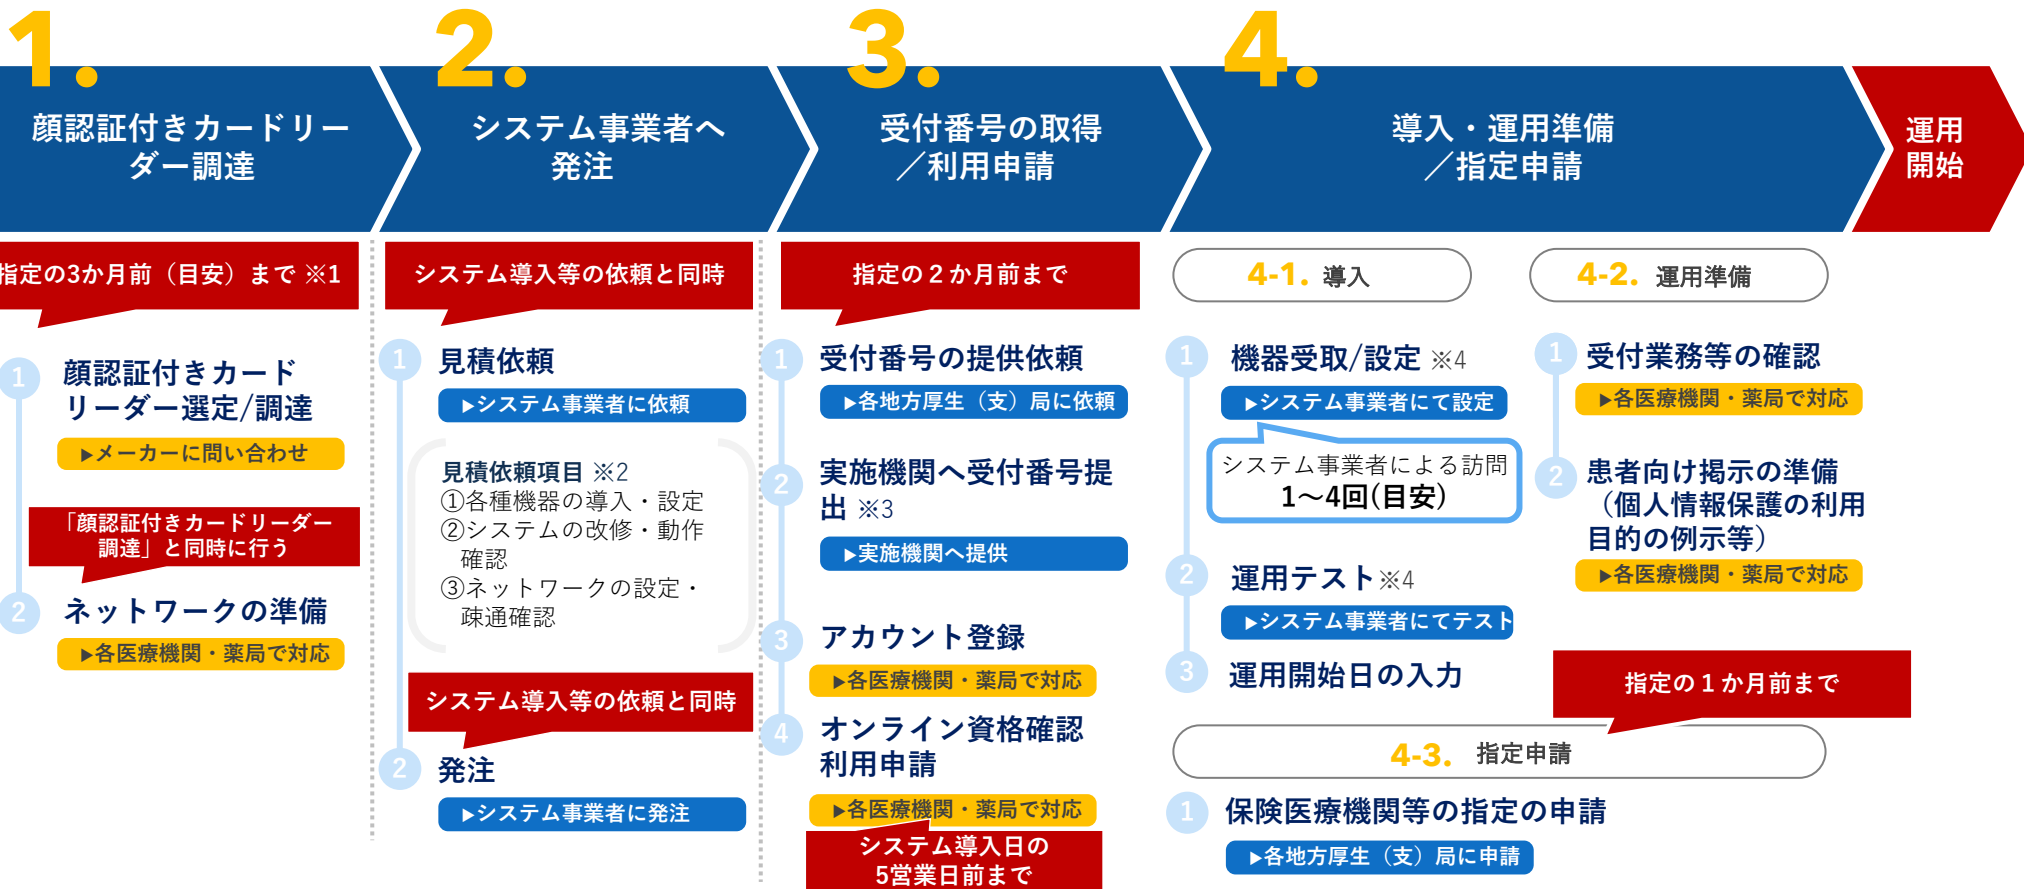 1.
顔認証付きカードリー
ダー調達
2.
システム事業者へ
発注
3.
受付番号の取得
／利用申請
4.
導入・運用準備
／指定申請
運用
開始
指定の3か月前（目安）まで ※1
1
顔認証付きカード
リーダー選定/調達
▶メーカーに問い合わせ
「顔認証付きカードリーダー
調達」と同時に行う
2
ネットワークの準備
▶各医療機関・薬局で対応
システム導入等の依頼と同時
1
見積依頼
▶システム事業者に依頼
見積依頼項目 ※2
①各種機器の導入・設定
②システムの改修・動作
確認
③ネットワークの設定・
疎通確認
システム導入等の依頼と同時
2
発注
▶システム事業者に発注
指定の２か月前まで
1
受付番号の提供依頼
▶各地方厚生（支）局に依頼
2
実施機関へ受付番号提
出 ※3
▶実施機関へ提供
3
アカウント登録
▶各医療機関・薬局で対応
4
オンライン資格確認
利用申請
▶各医療機関・薬局で対応
システム導入日の
5営業日前まで
4-1. 導入
1
機器受取/設定 ※4
▶システム事業者にて設定
システム事業者による訪問
1〜4回(目安)
2
運用テスト※4
▶システム事業者にてテスト
3
運用開始日の入力
4-2. 運用準備
1
受付業務等の確認
▶各医療機関・薬局で対応
2
患者向け掲示の準備
（個人情報保護の利用
目的の例示等）
▶各医療機関・薬局で対応
指定の１か月前まで
4-3. 指定申請
1
保険医療機関等の指定の申請
▶各地方厚生（支）局に申請